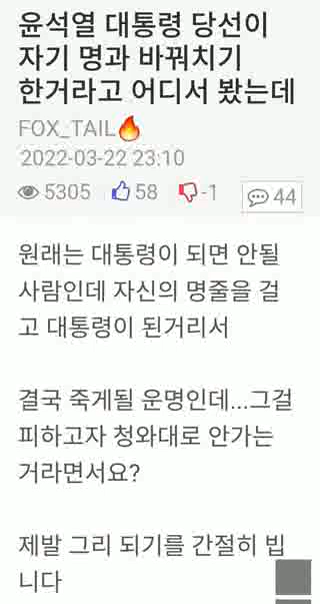 윤석열 대통령 당선이
자기 명과 바꿔치기
한거라고 어디서 봤는데
FOX_TAIL🔥
2022-03-22 23:10
5305 58 -1 44
원래는 대통령이 되면 안될
사람인데 자신의 명줄을 걸
고 대통령이 된거리서
결국 죽게될 운명인데...그걸
피하고자 청와대로 안가는
거라면서요?
제발 그리 되기를 간절히 빕
니다